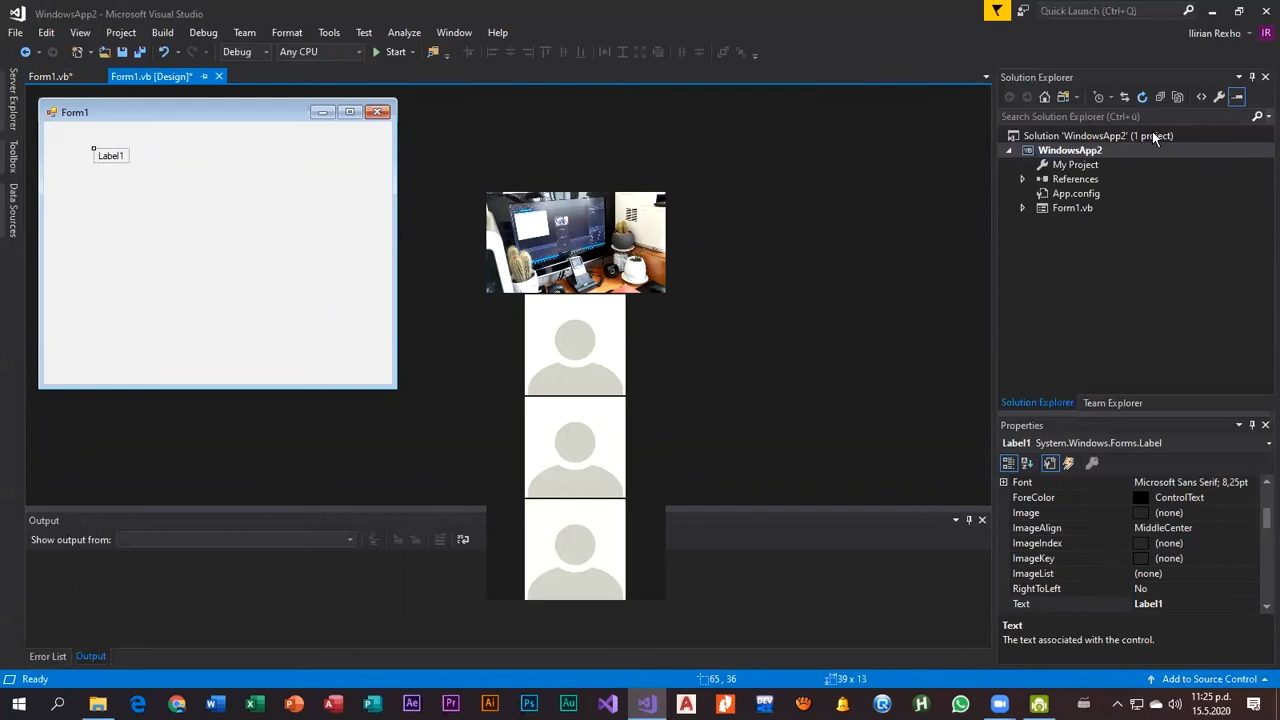 WindowsApp2 - Microsoft Visual Studio
Quick Launch (Ctrl+Q)
File Edit View Project Build Debug Team Format Tools Test Analyze Window Help
Ilirian Rexho IR
Debug Any CPU Start
Form1.vb* Form1.vb [Design]*
Server Explorer
Toolbox
Data Sources
Form1
Label1
Solution Explorer
Search Solution Explorer (Ctrl+ü)
Solution 'WindowsApp2' (1 project)
WindowsApp2
My Project
References
App.config
Form1.vb
Solution Explorer Team Explorer
Properties
Label1 System.Windows.Forms.Label
Font Microsoft Sans Serif; 8,25pt
ForeColor ControlText
Image (none)
ImageAlign MiddleCenter
ImageIndex (none)
ImageKey (none)
ImageList (none)
RightToLeft No
Text Label1
Text
The text associated with the control.
Output
Show output from:
Error List Output
Ready 65, 36 39 x 13 Add to Source Control
11:25 p.d.
15.5.2020